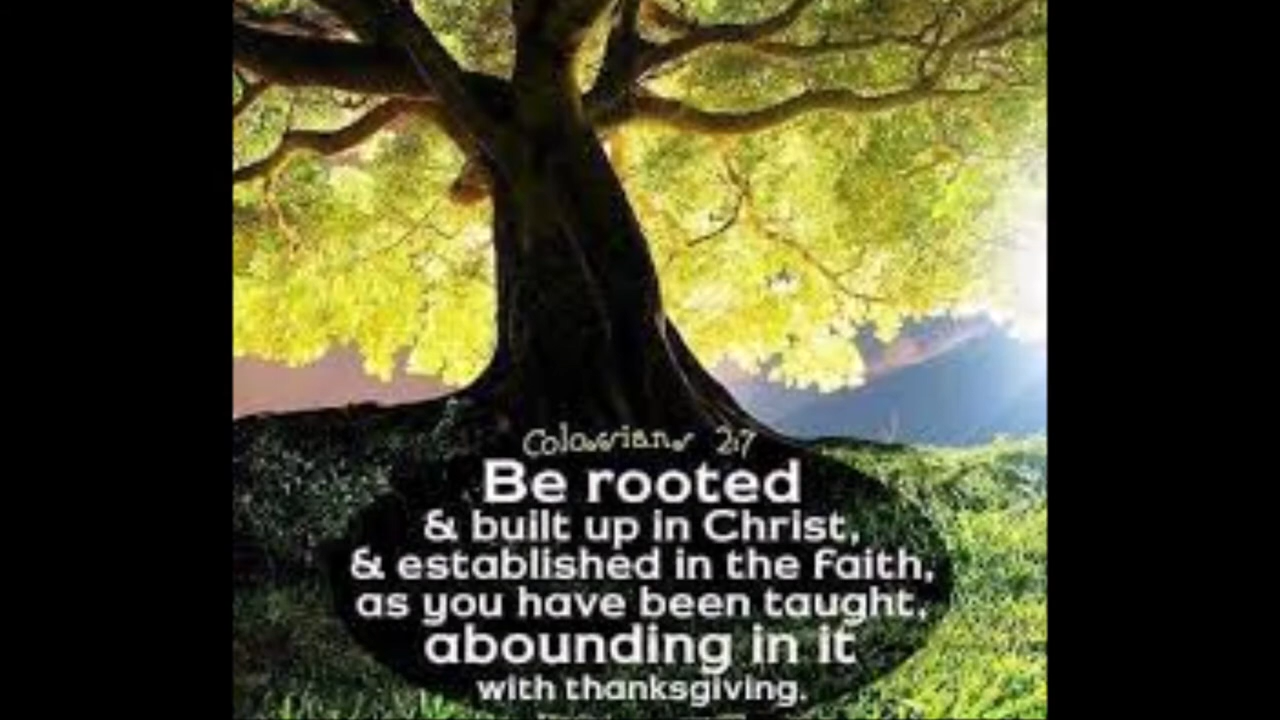 Colossians 2:7
Be rooted
& built up in Christ,
& established in the Faith,
as you have been taught,
abounding in it
with thanksgiving.